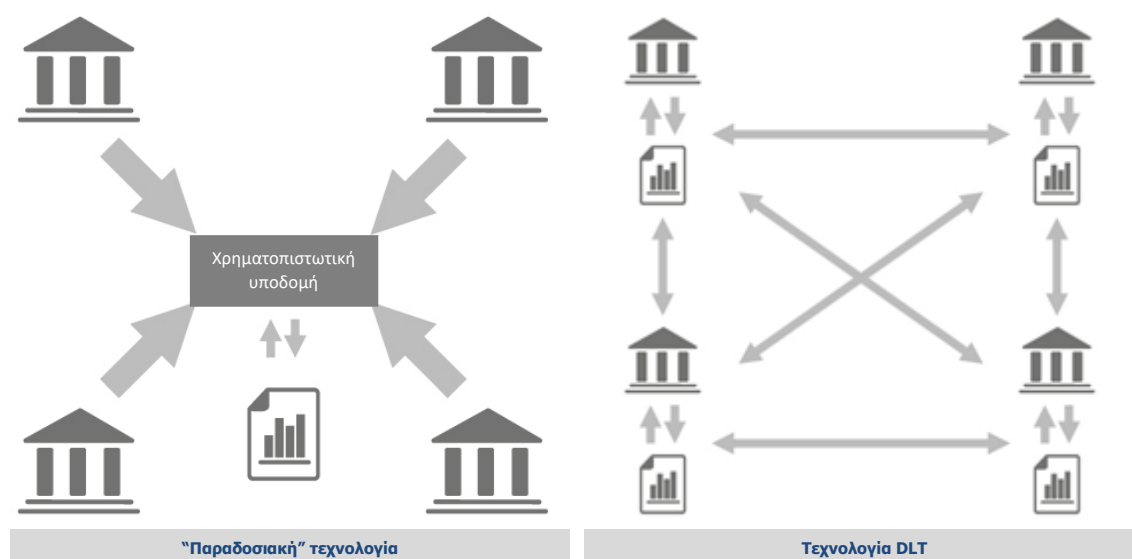 Χρηματοπιστωτική
υποδομή
“Παραδοσιακή” τεχνολογία
Τεχνολογία DLT